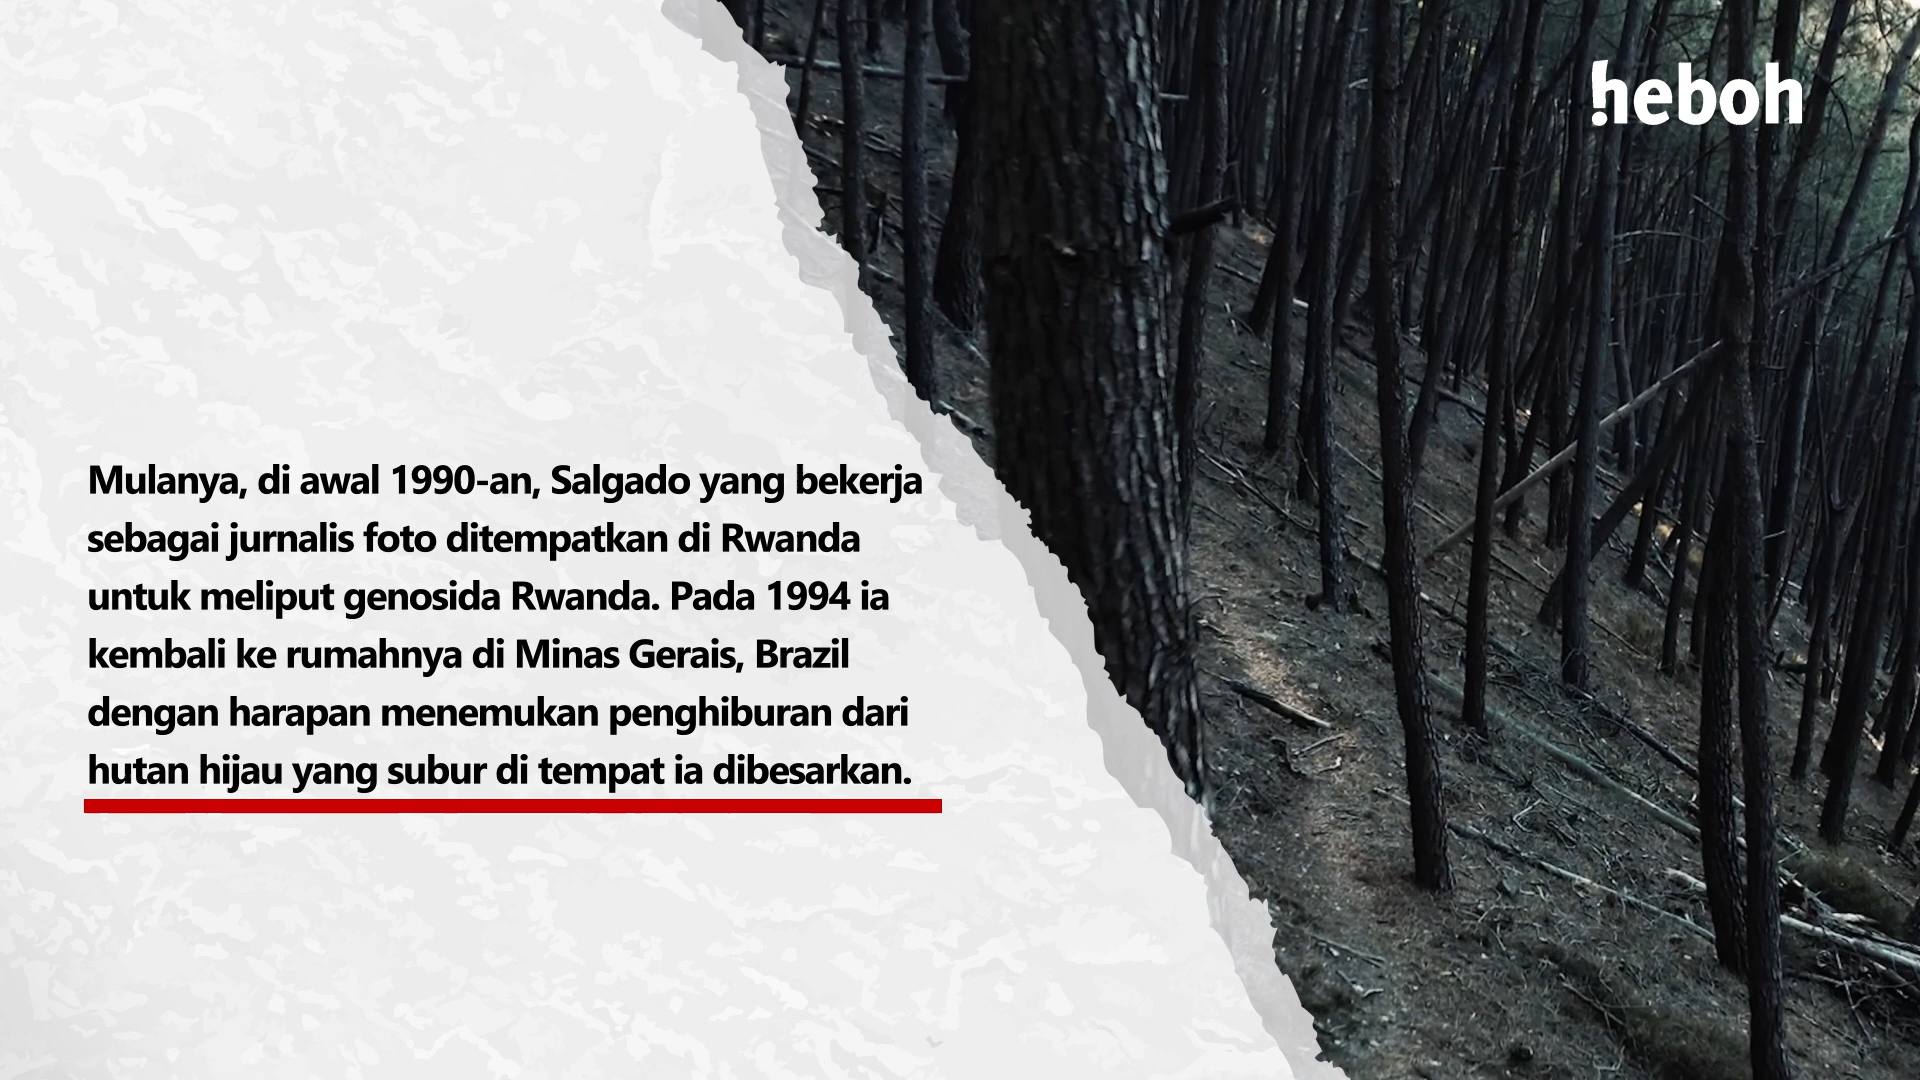 heboh
Mulanya, di awal 1990-an, Salgado yang bekerja
sebagai jurnalis foto ditempatkan di Rwanda
untuk meliput genosida Rwanda. Pada 1994 ia
kembali ke rumahnya di Minas Gerais, Brazil
dengan harapan menemukan penghiburan dari
hutan hijau yang subur di tempat ia dibesarkan.